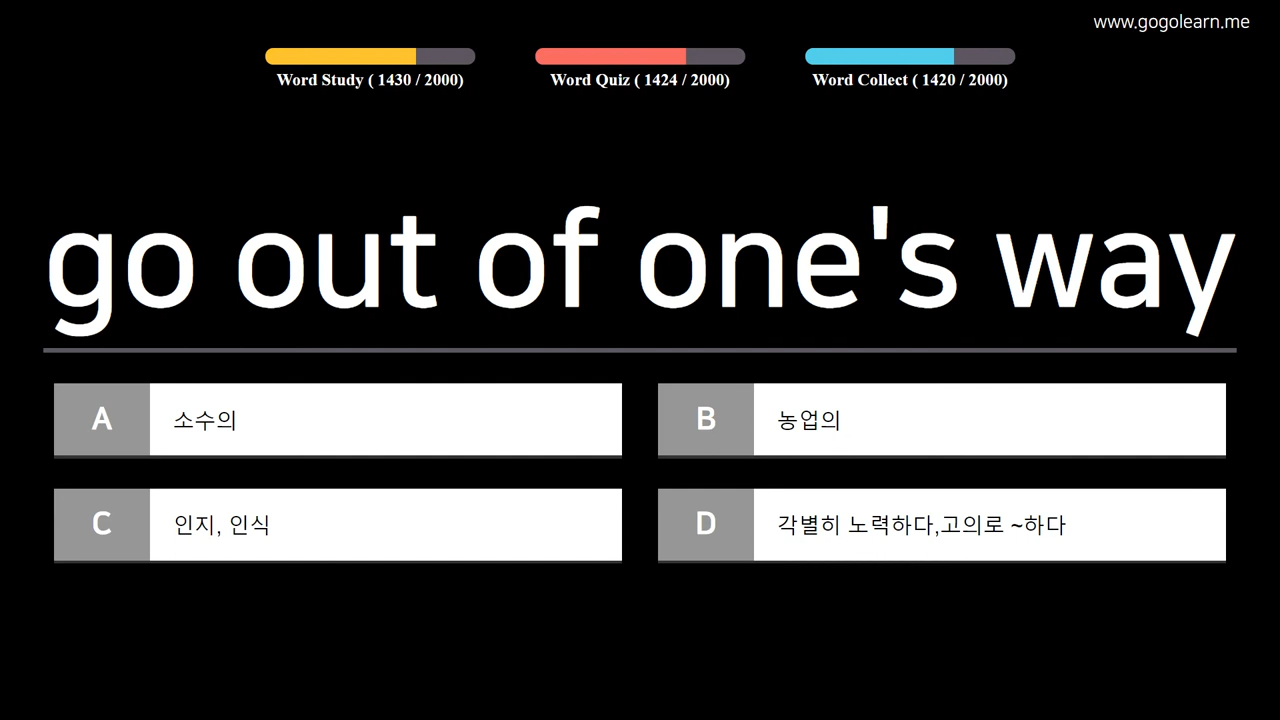 www.gogolearn.me
Word Study ( 1430 / 2000)
Word Quiz ( 1424 / 2000)
Word Collect ( 1420 / 2000)
go out of one's way
A 소수의
B 농업의
C 인지, 인식
D 각별히 노력하다,고의로 ~하다